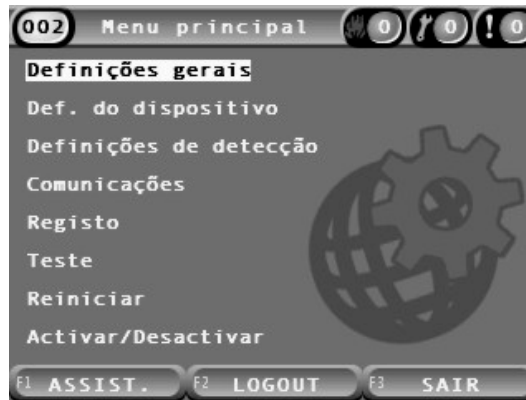 002 Menu principal 0 0 ! 0
Definições gerais
Def. do dispositivo
Definições de detecção
Comunicações
Registo
Teste
Reiniciar
Activar/Desactivar
F1 ASSIST. F2 LOGOUT F3 SAIR